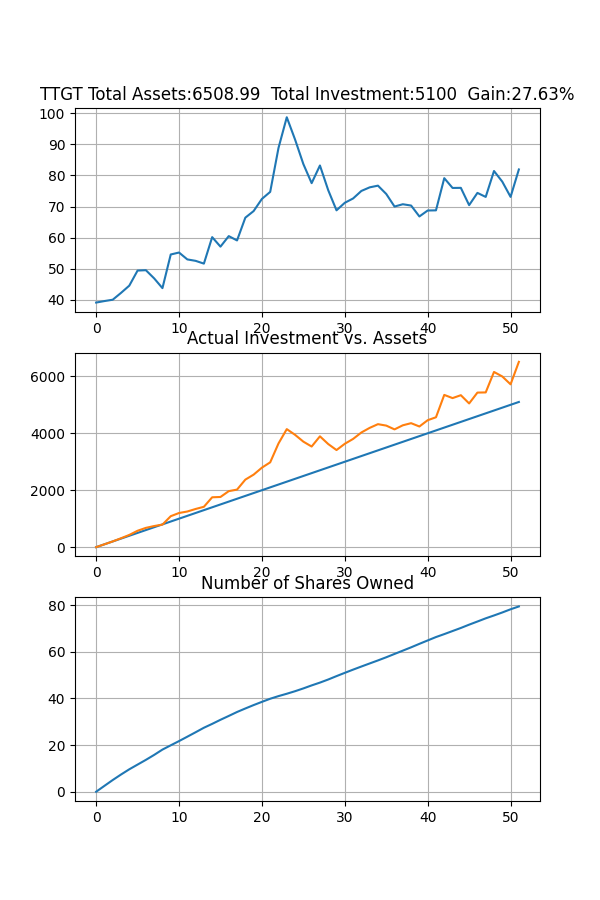 TTGT Total Assets:6508.99 Total Investment:5100 Gain:27.63%
100
90
80
70
60
50
40
0 10 20 30 40 50
Actual Investment vs. Assets
6000
4000
2000
0
0 10 20 30 40 50
Number of Shares Owned
80
60
40
20
0
0 10 20 30 40 50